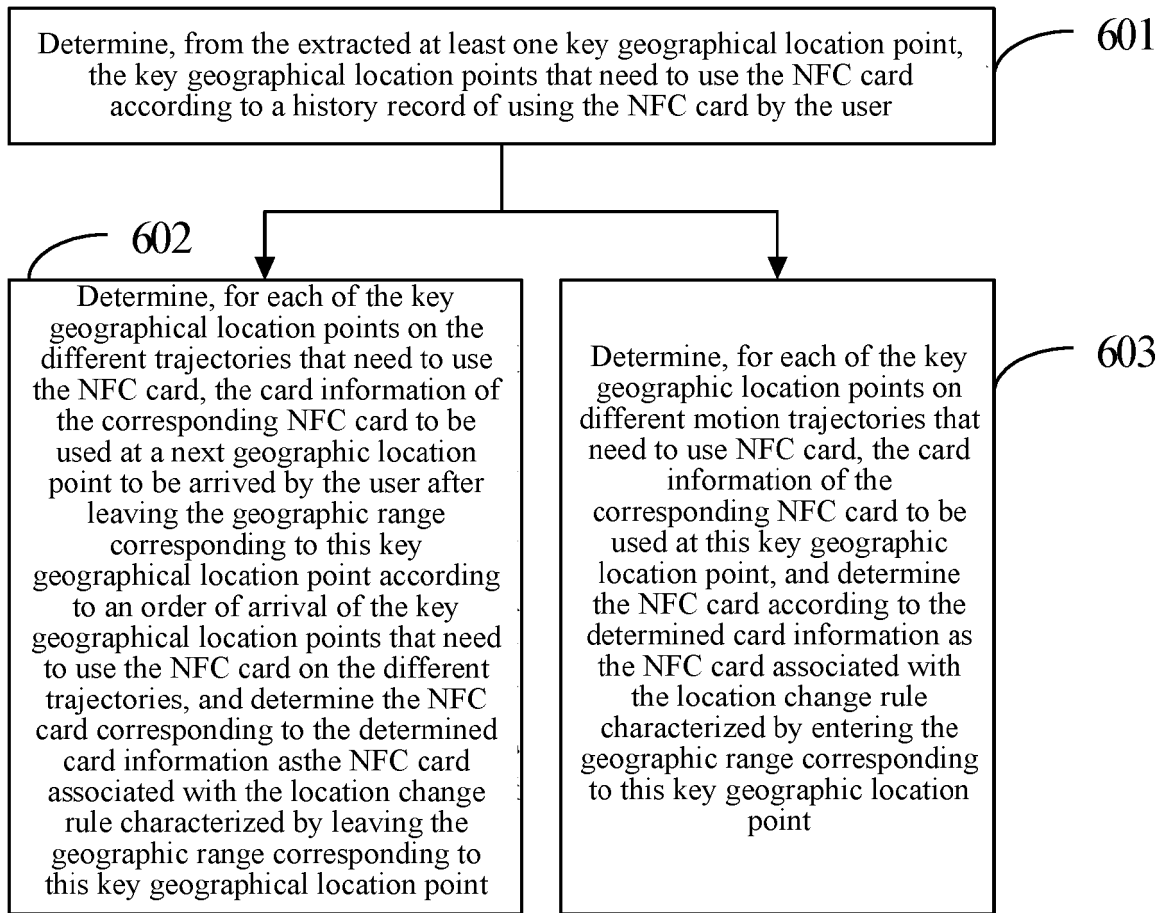 Determine, from the extracted at least one key geographical location point,
the key geographical location points that need to use the NFC card
according to a history record of using the NFC card by the user
601
602
Determine, for each of the key
geographical location points on the
different trajectories that need to use
the NFC card, the card information of
the corresponding NFC card to be
used at a next geographic location
point to be arrived by the user after
leaving the geographic range
corresponding to this key
geographical location point according
to an order of arrival of the key
geographical location points that need
to use the NFC card on the different
trajectories, and determine the NFC
card corresponding to the determined
card information asthe NFC card
associated with the location change
rule characterized by leaving the
geographic range corresponding to
this key geographical location point
Determine, for each of the key
geographic location points on
different motion trajectories that
need to use NFC card, the card
information of the
corresponding NFC card to be
used at this key geographic
location point, and determine
the NFC card according to the
determined card information as
the NFC card associated with
the location change rule
characterized by entering the
geographic range corresponding
to this key geographic location
point
603